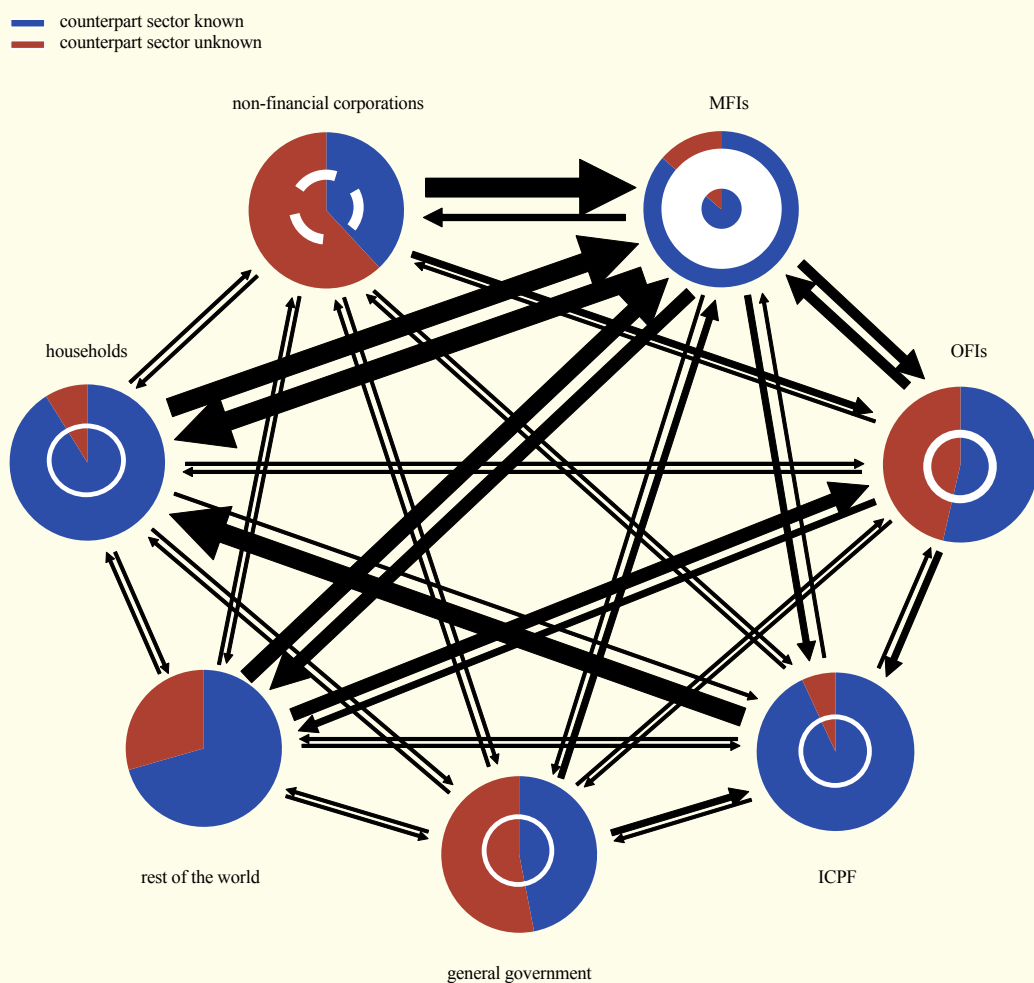 counterpart sector known
counterpart sector unknown
non-financial corporations
MFIs
households
OFIs
rest of the world
ICPF
general government